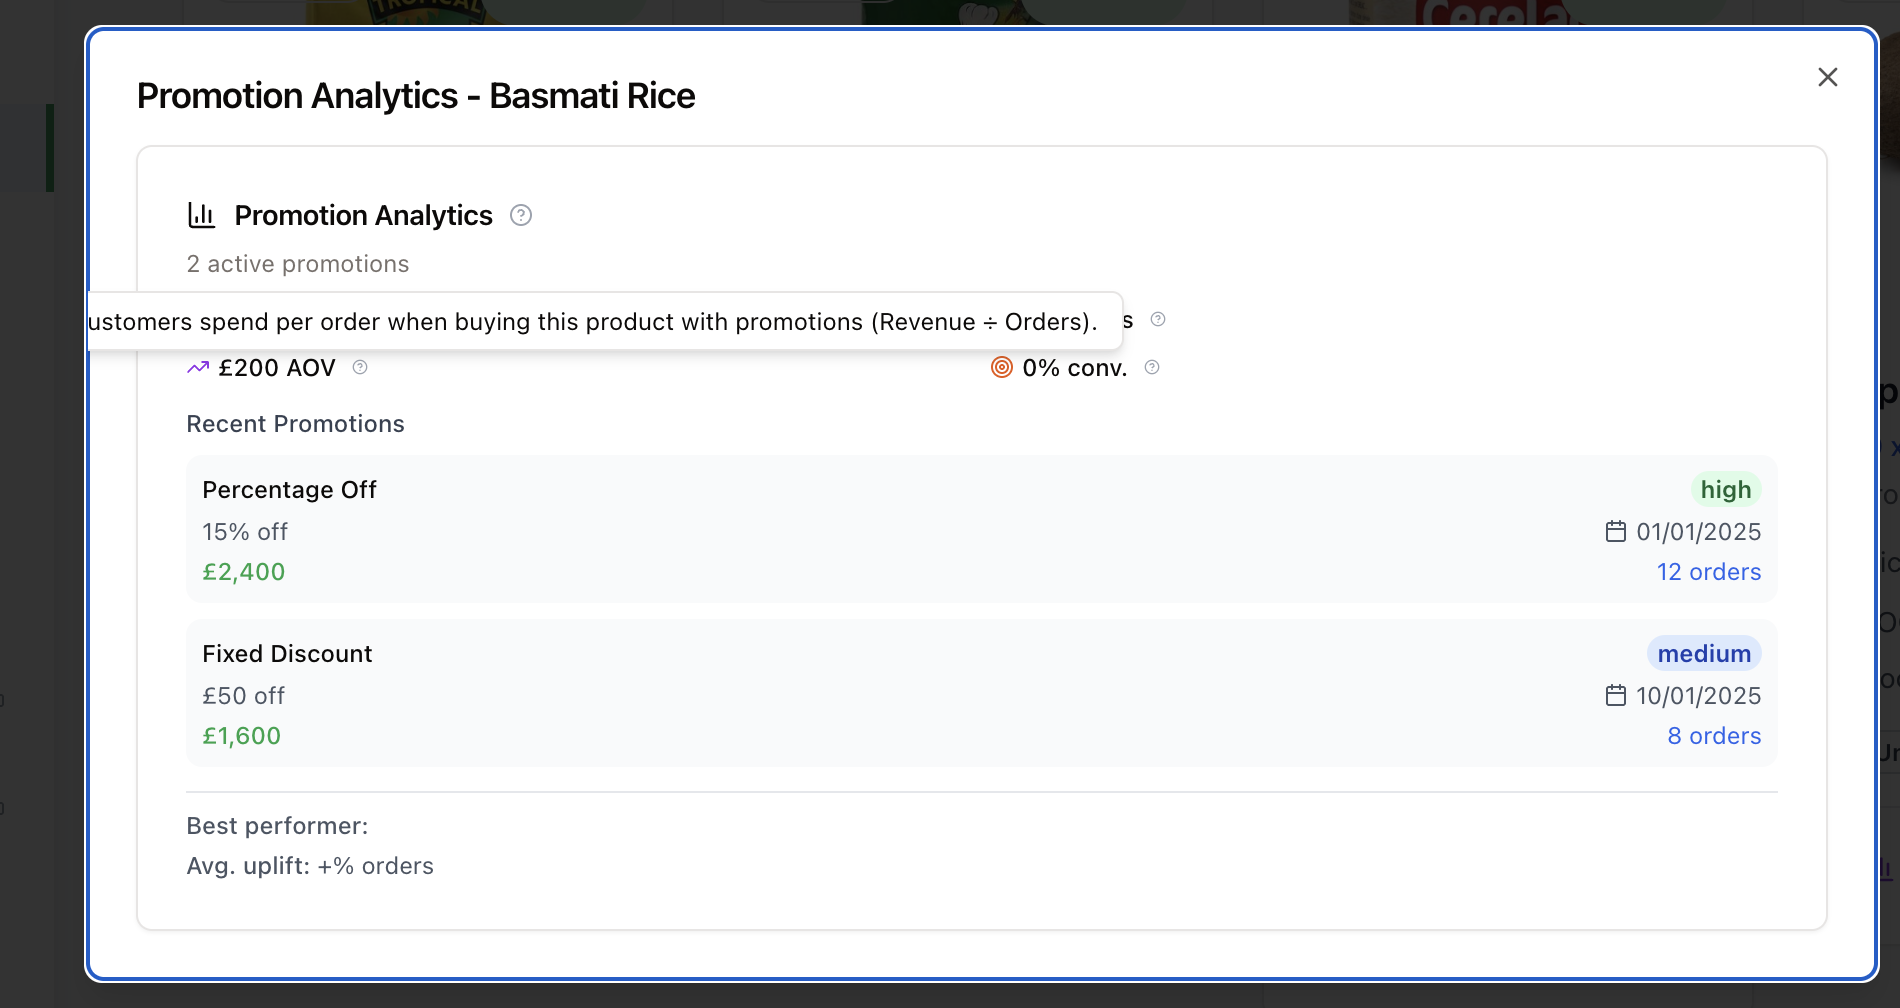 TROPICAL
Cerela
Promotion Analytics - Basmati Rice
Promotion Analytics
2 active promotions
ustomers spend per order when buying this product with promotions (Revenue ÷ Orders).
s
£200 AOV
0% conv.
Recent Promotions
Percentage Off
high
15% off
01/01/2025
£2,400
12 orders
Fixed Discount
medium
£50 off
10/01/2025
£1,600
8 orders
Best performer:
Avg. uplift: +% orders